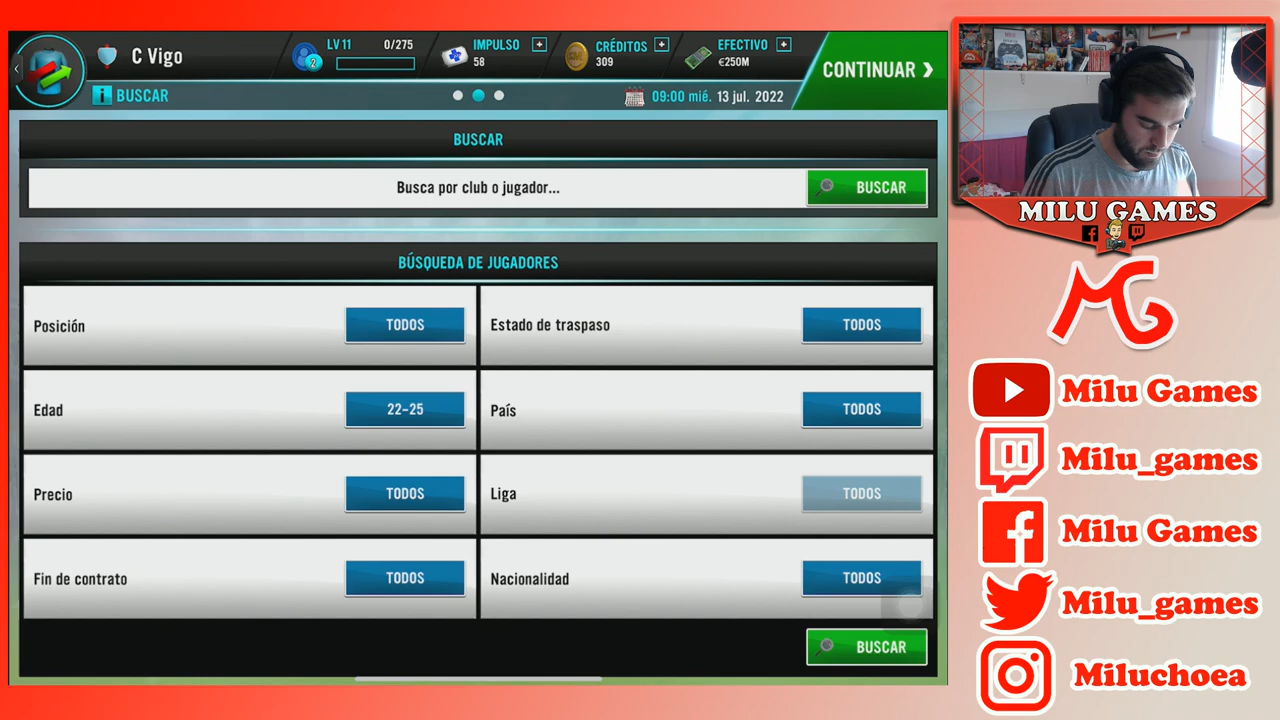 C Vigo
LV 11
0/275
2
IMPULSO
58
CRÉDITOS
309
EFECTIVO
€250M
CONTINUAR
BUSCAR
09:00 mié. 13 jul. 2022
BUSCAR
Busca por club o jugador...
BUSCAR
BÚSQUEDA DE JUGADORES
Posición
TODOS
Estado de traspaso
TODOS
Edad
22-25
País
TODOS
Precio
TODOS
Liga
TODOS
Fin de contrato
TODOS
Nacionalidad
TODOS
BUSCAR
MILU GAMES
MG
Milu Games
Milu_games
Milu Games
Milu_games
Miluchoea